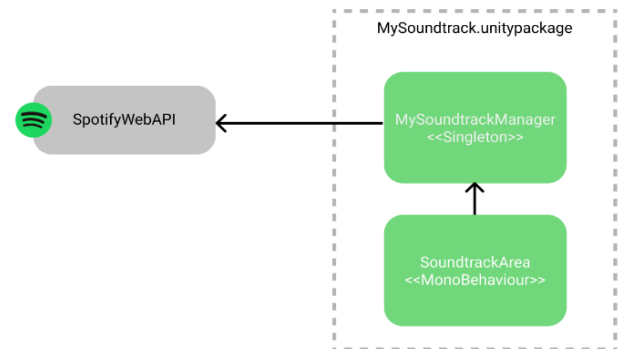 MySoundtrack.unitypackage
SpotifyWebAPI
MySoundtrackManager
<<Singleton>>
SoundtrackArea
<<MonoBehaviour>>